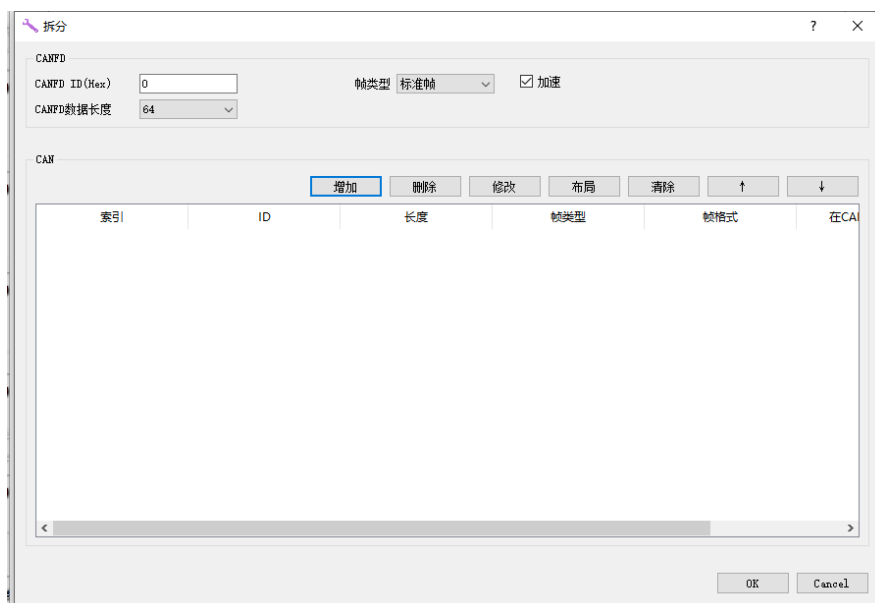 拆分
CANFD
CANFD ID(Hex) 0 帧类型 标准帧 加速
CANFD数据长度 64
CAN
增加 删除 修改 布局 清除 ↑ ↓
索引 ID 长度 帧类型 帧格式 在CAI
OK Cancel